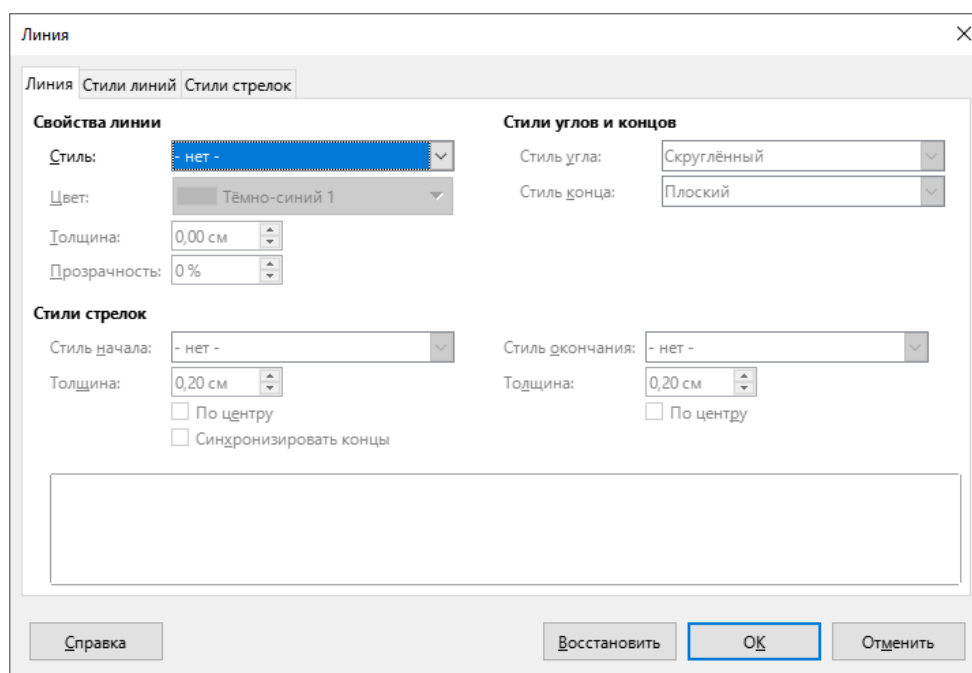 Линия
Линия Стили линий Стили стрелок
Свойства линии
Стиль: - нет -
Цвет: Тёмно-синий 1
Толщина: 0,00 см
Прозрачность: 0 %
Стили углов и концов
Стиль угла: Скруглённый
Стиль конца: Плоский
Стили стрелок
Стиль начала: - нет -
Толщина: 0,20 см
По центру
Синхронизировать концы
Стиль окончания: - нет -
Толщина: 0,20 см
По центру
Справка Восстановить OK Отменить